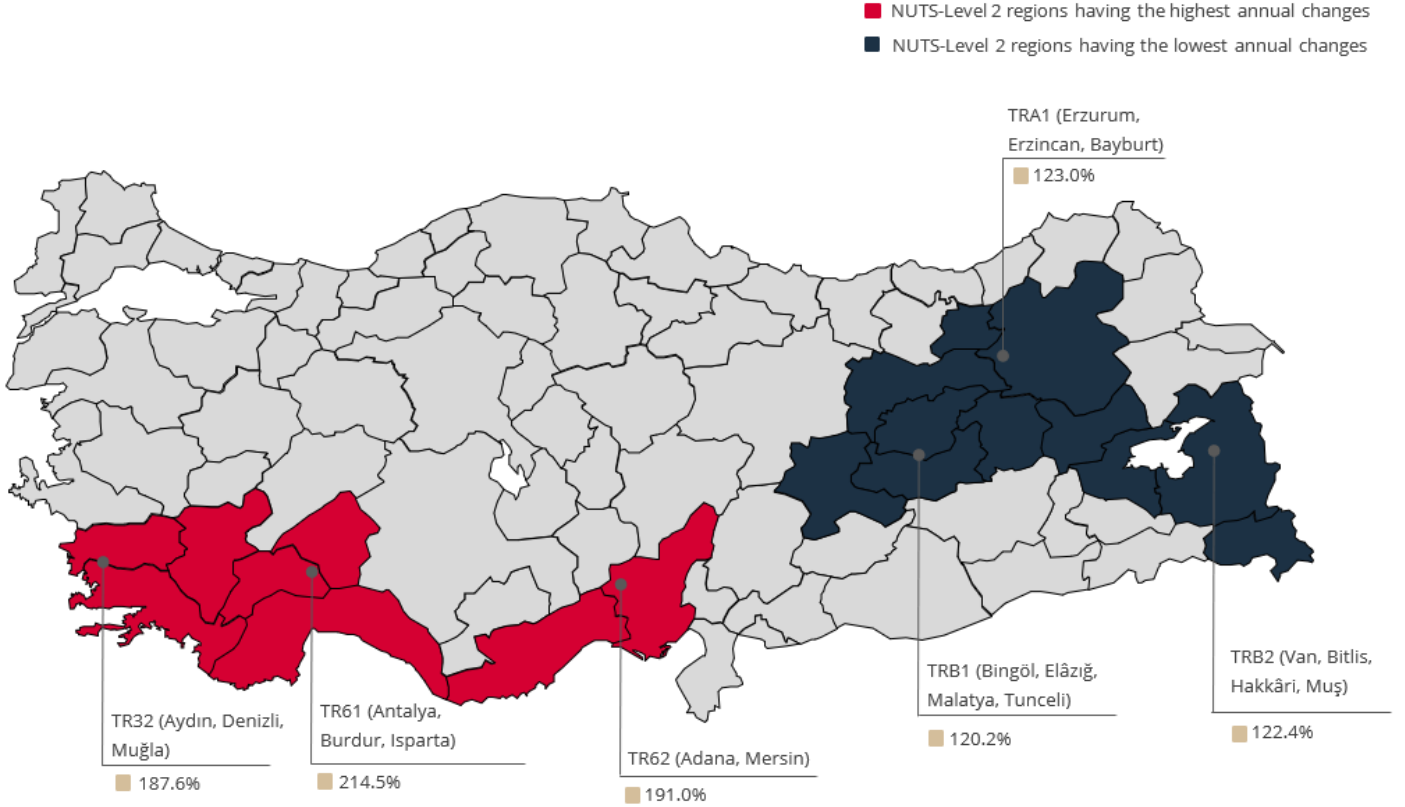 NUTS-Level 2 regions having the highest annual changes
NUTS-Level 2 regions having the lowest annual changes
TRA1 (Erzurum,
Erzincan, Bayburt)
123.0%
TRB1 (Bingöl, Elâzığ,
Malatya, Tunceli)
120.2%
TRB2 (Van, Bitlis,
Hakkâri, Muş)
122.4%
TR32 (Aydın, Denizli,
Muğla)
187.6%
TR61 (Antalya,
Burdur, Isparta)
214.5%
TR62 (Adana, Mersin)
191.0%